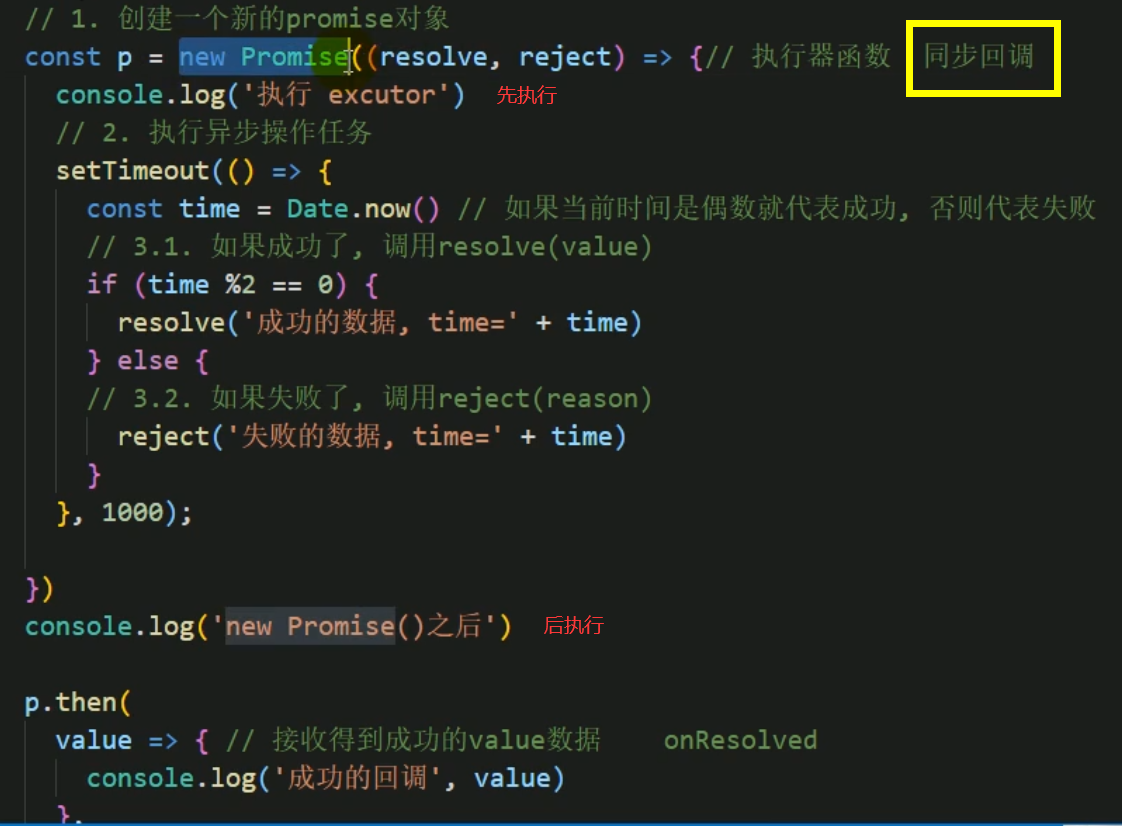 // 1. 创建一个新的promise对象
const p = new Promise((resolve, reject) => {// 执行器函数 同步回调
console.log('执行 excutor') 先执行
// 2. 执行异步操作任务
setTimeout(() => {
const time = Date.now() // 如果当前时间是偶数就代表成功, 否则代表失败
// 3.1. 如果成功了, 调用resolve(value)
if (time %2 == 0) {
resolve('成功的数据, time=' + time)
} else {
// 3.2. 如果失败了, 调用reject(reason)
reject('失败的数据, time=' + time)
}
}, 1000);
})
console.log('new Promise()之后') 后执行
p.then(
value => { // 接收得到成功的value数据 onResolved
console.log('成功的回调', value)
},